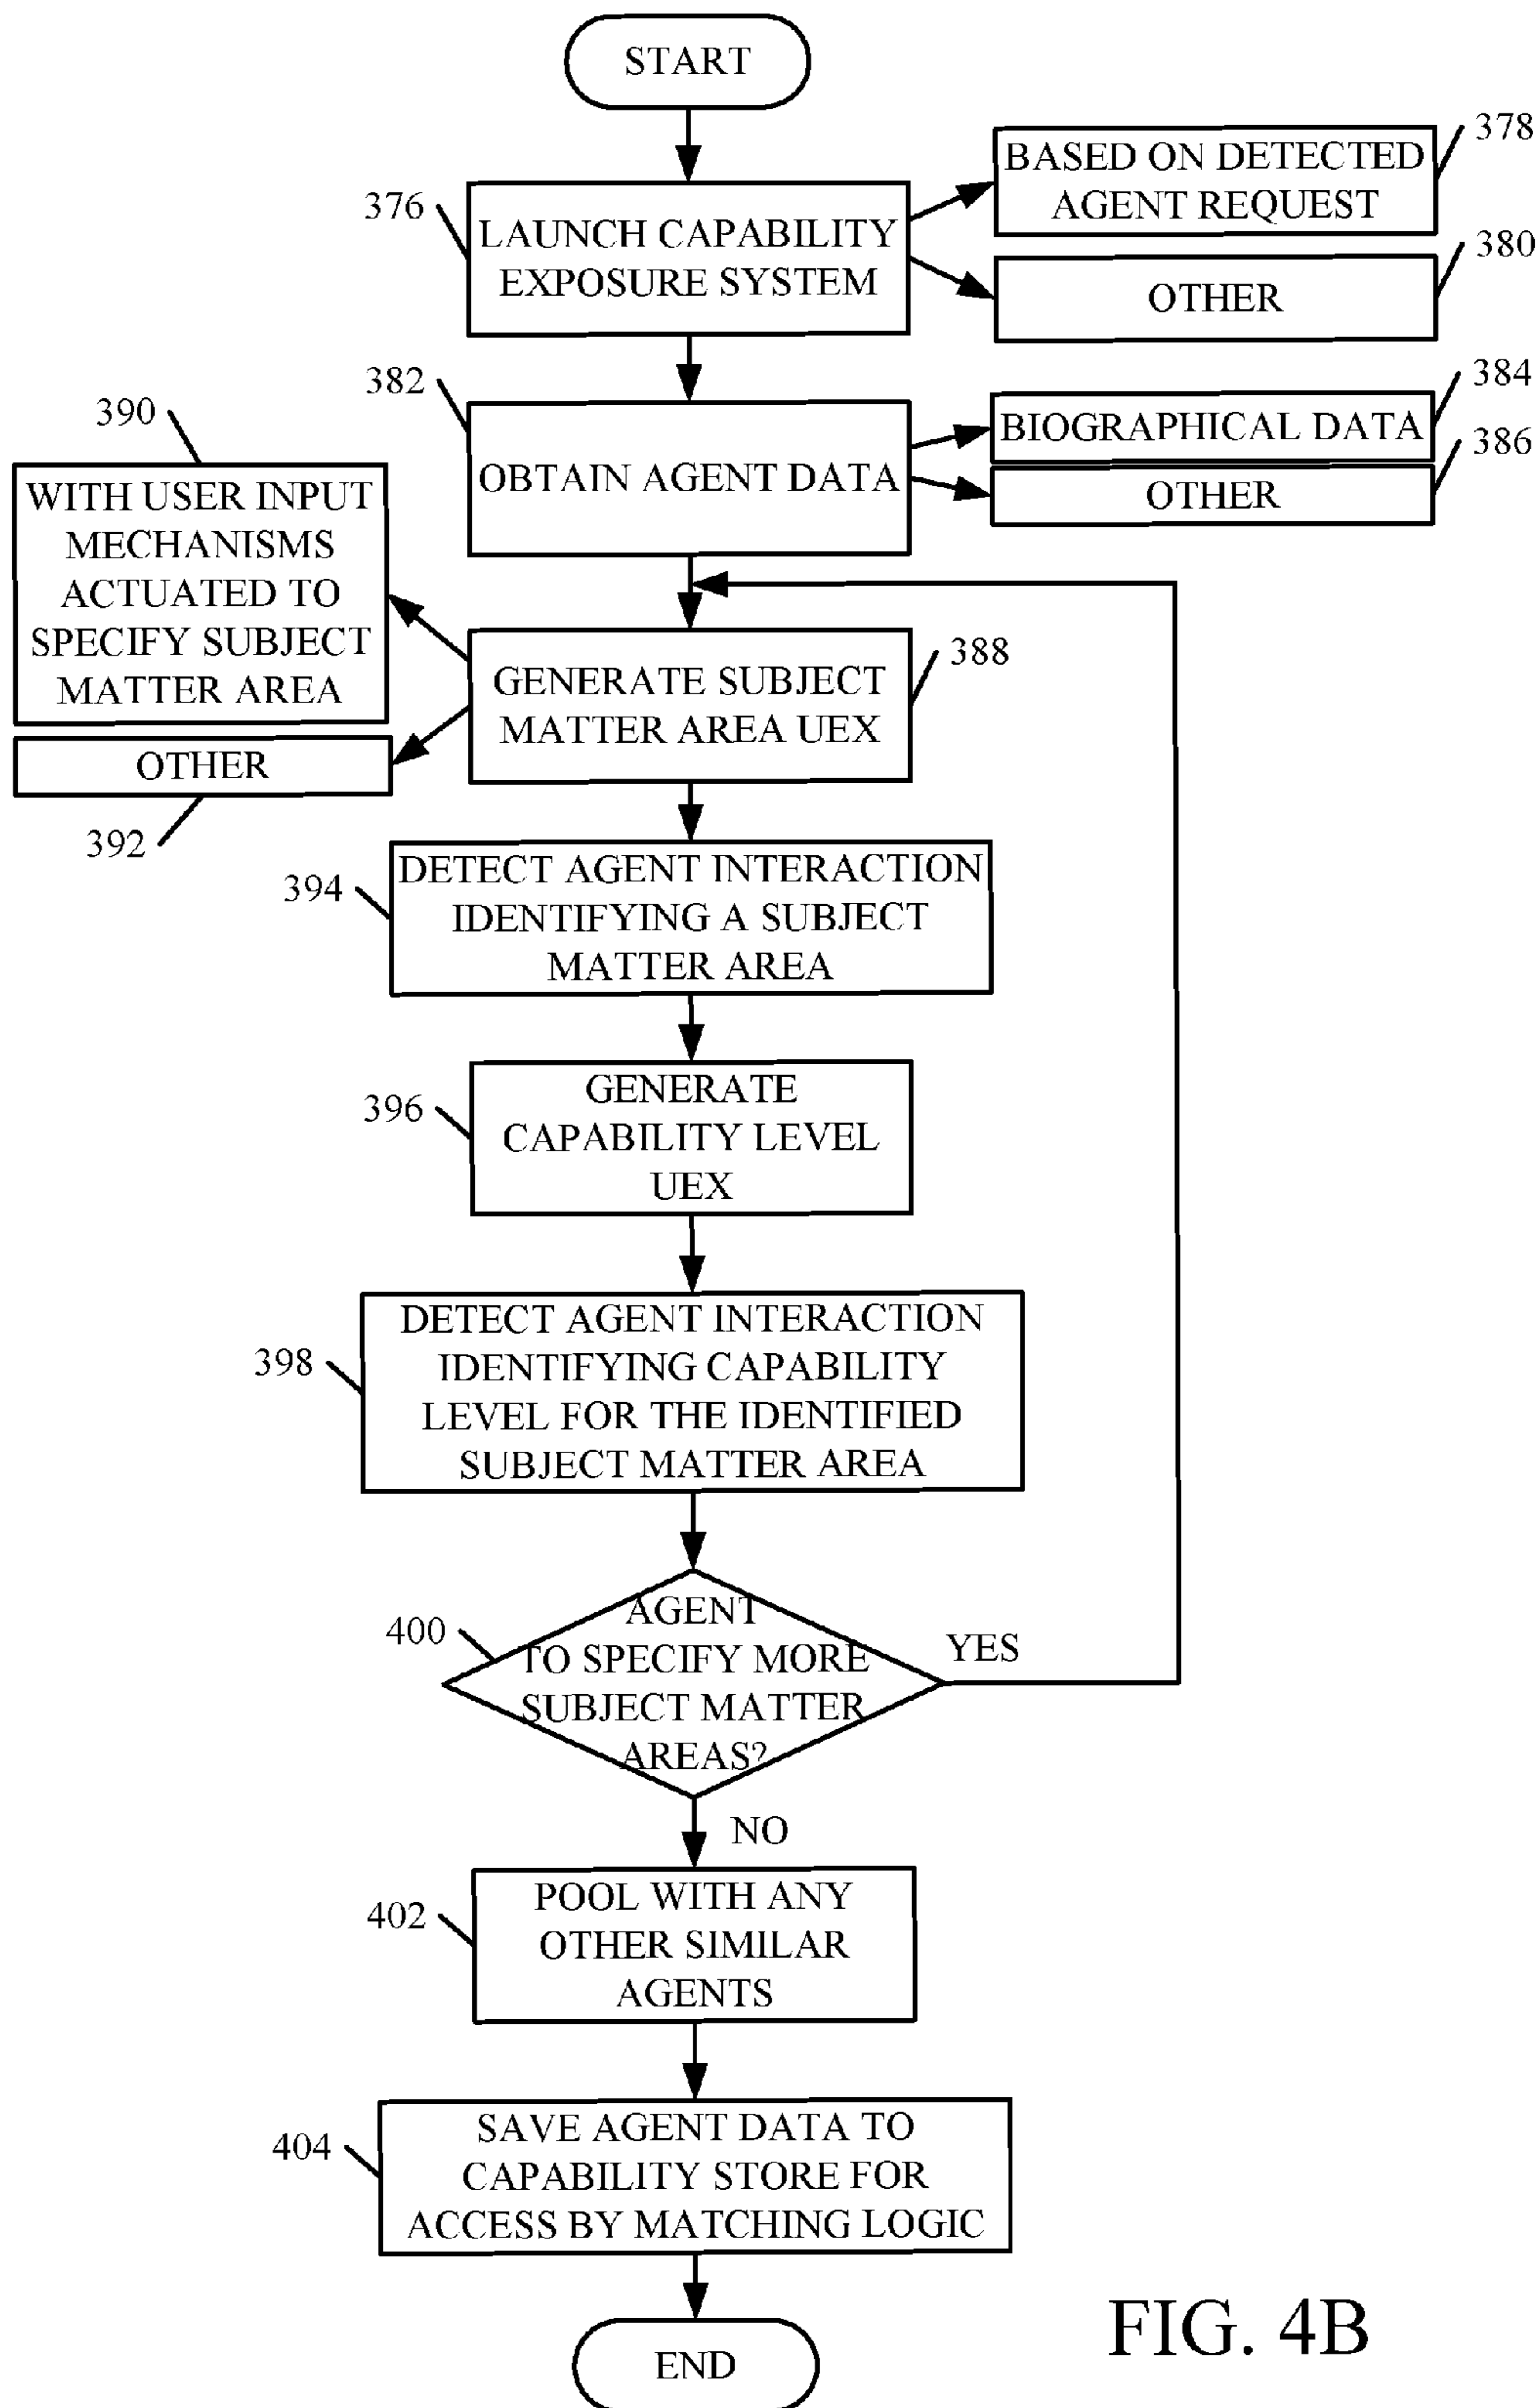 START
378
BASED ON DETECTED
AGENT REQUEST
376
LAUNCH CAPABILITY
EXPOSURE SYSTEM
380
OTHER
382
384
390
BIOGRAPHICAL DATA
386
OBTAIN AGENT DATA
OTHER
WITH USER INPUT
MECHANISMS
ACTUATED TO
SPECIFY SUBJECT
MATTER AREA
388
GENERATE SUBJECT
MATTER AREA UEX
OTHER
392
394
DETECT AGENT INTERACTION
IDENTIFYING A SUBJECT
MATTER AREA
396
GENERATE
CAPABILITY LEVEL
UEX
398
DETECT AGENT INTERACTION
IDENTIFYING CAPABILITY
LEVEL FOR THE IDENTIFIED
SUBJECT MATTER AREA
400
AGENT
TO SPECIFY MORE
SUBJECT MATTER
AREAS?
YES
NO
402
POOL WITH ANY
OTHER SIMILAR
AGENTS
404
SAVE AGENT DATA TO
CAPABILITY STORE FOR
ACCESS BY MATCHING LOGIC
END
FIG. 4B